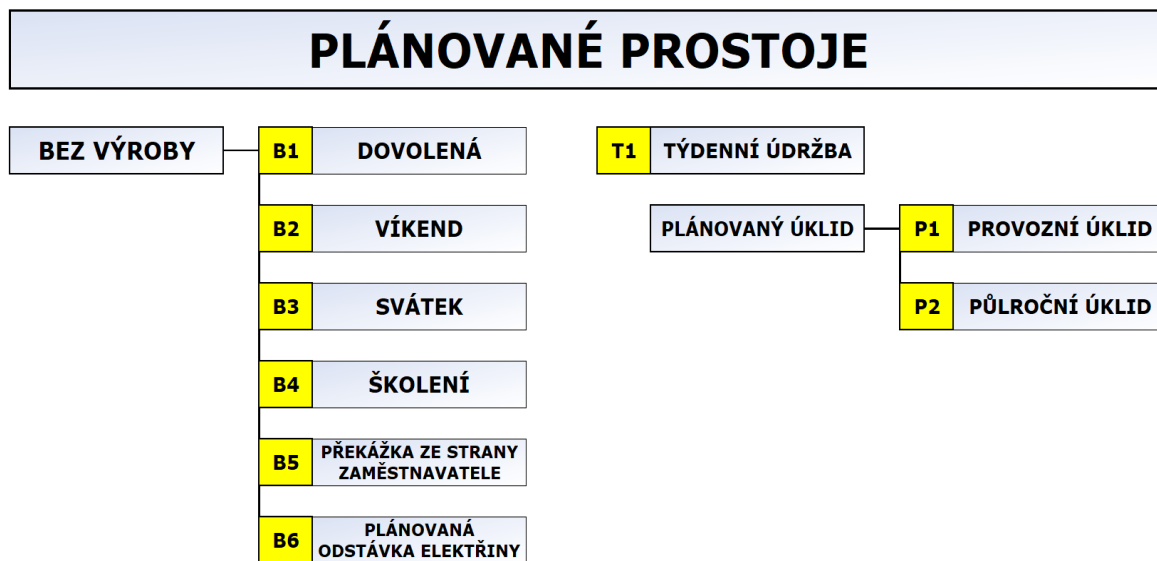 PLÁNOVANÉ PROSTOJE
BEZ VÝROBY
B1 DOVOLENÁ
B2 VÍKEND
B3 SVÁTEK
B4 ŠKOLENÍ
B5 PŘEKÁŽKA ZE STRANY
ZAMĚSTNAVATELE
B6 PLÁNOVANÁ
ODSTÁVKA ELEKTŘINY
T1 TÝDENNÍ ÚDRŽBA
PLÁNOVANÝ ÚKLID
P1 PROVOZNÍ ÚKLID
P2 PŮLROČNÍ ÚKLID